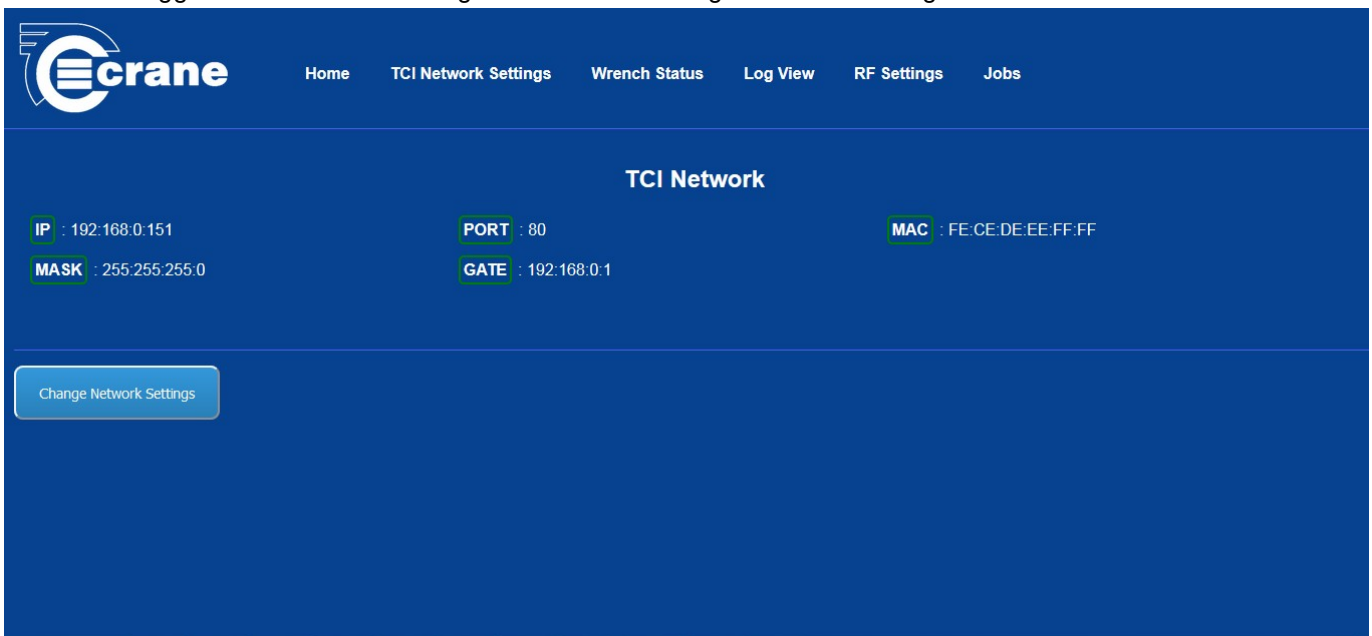 crane
Home TCI Network Settings Wrench Status Log View RF Settings Jobs
TCI Network
IP : 192:168:0:151 PORT : 80 MAC : FE:CE:DE:EE:FF:FF
MASK : 255:255:255:0 GATE : 192:168:0:1
Change Network Settings